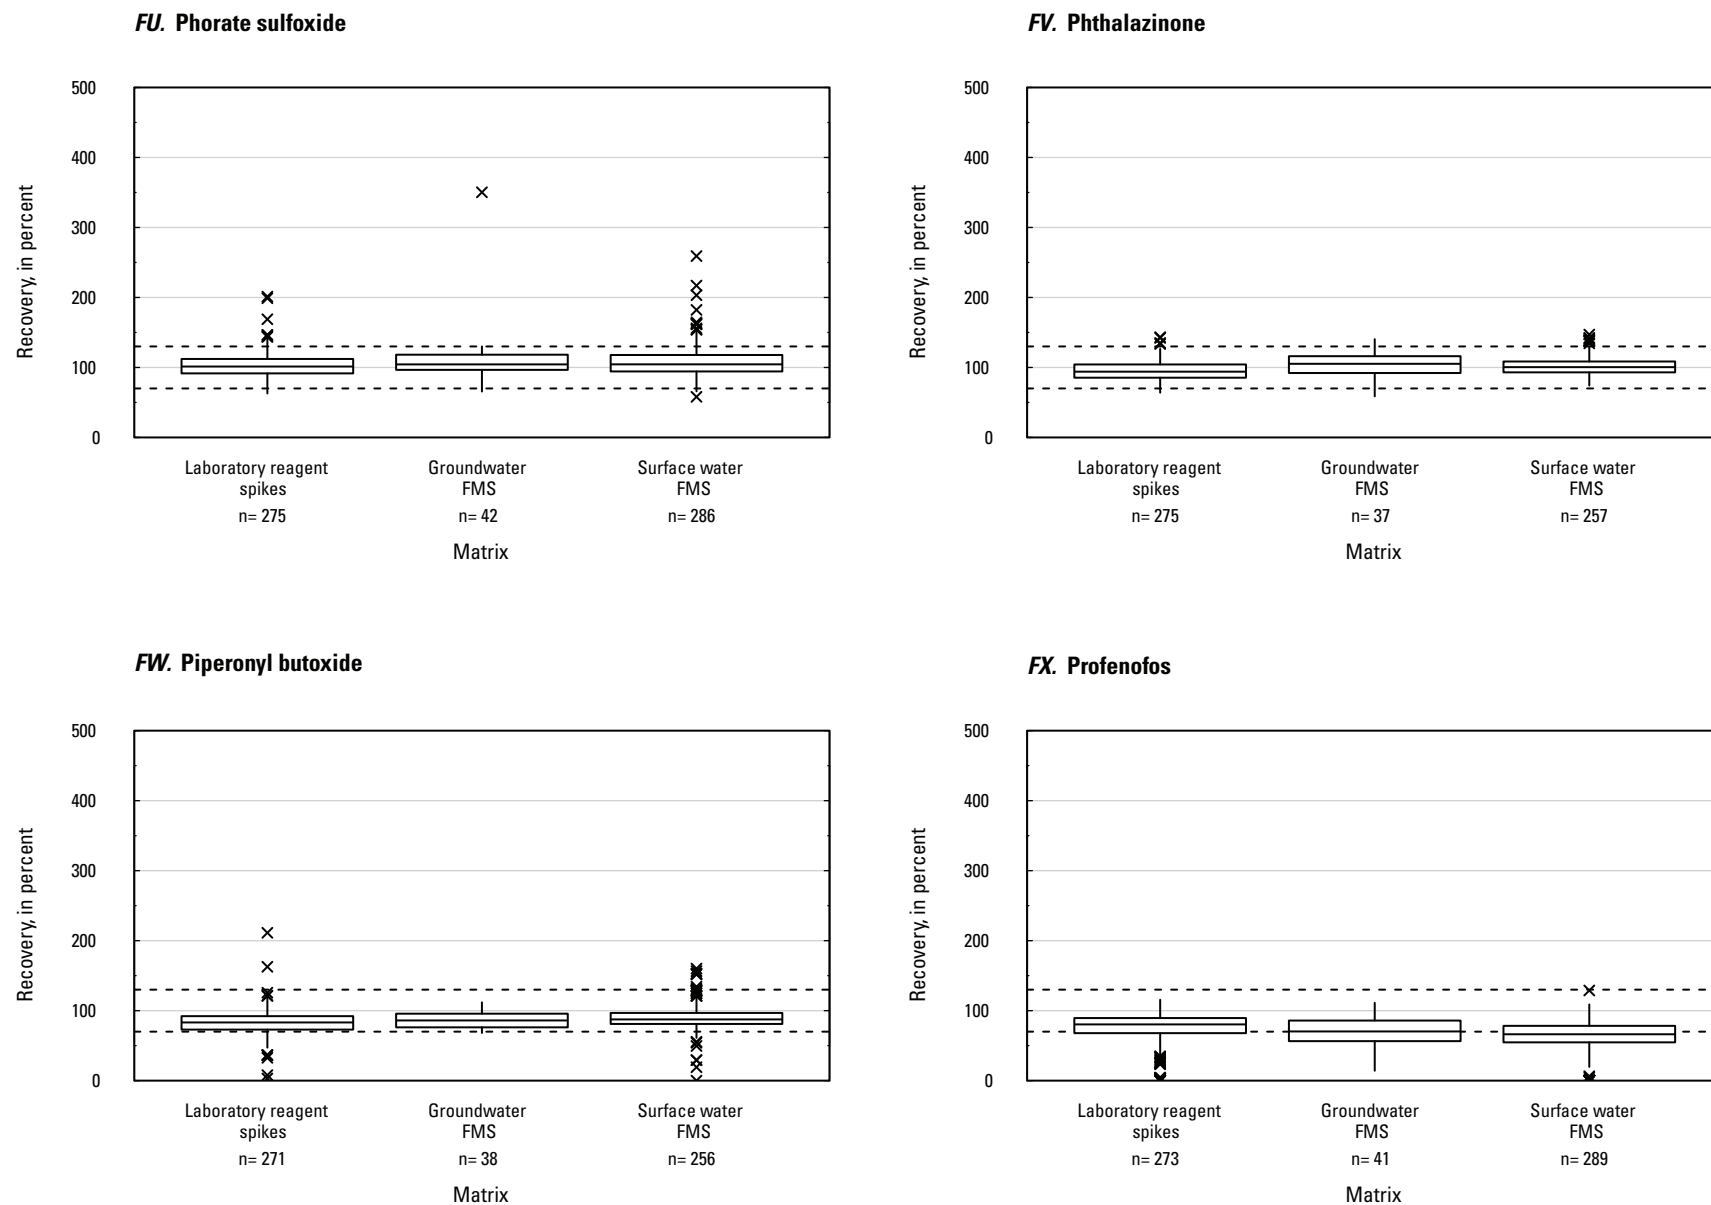 FU. Phorate sulfoxide
Recovery, in percent
500
400
300
200
100
0
Laboratory reagent
spikes
n= 275
Groundwater
FMS
n= 42
Surface water
FMS
n= 286
Matrix
FV. Phthalazinone
Recovery, in percent
500
400
300
200
100
0
Laboratory reagent
spikes
n= 275
Groundwater
FMS
n= 37
Surface water
FMS
n= 257
Matrix
FW. Piperonyl butoxide
Recovery, in percent
500
400
300
200
100
0
Laboratory reagent
spikes
n= 271
Groundwater
FMS
n= 38
Surface water
FMS
n= 256
Matrix
FX. Profenofos
Recovery, in percent
500
400
300
200
100
0
Laboratory reagent
spikes
n= 273
Groundwater
FMS
n= 41
Surface water
FMS
n= 289
Matrix